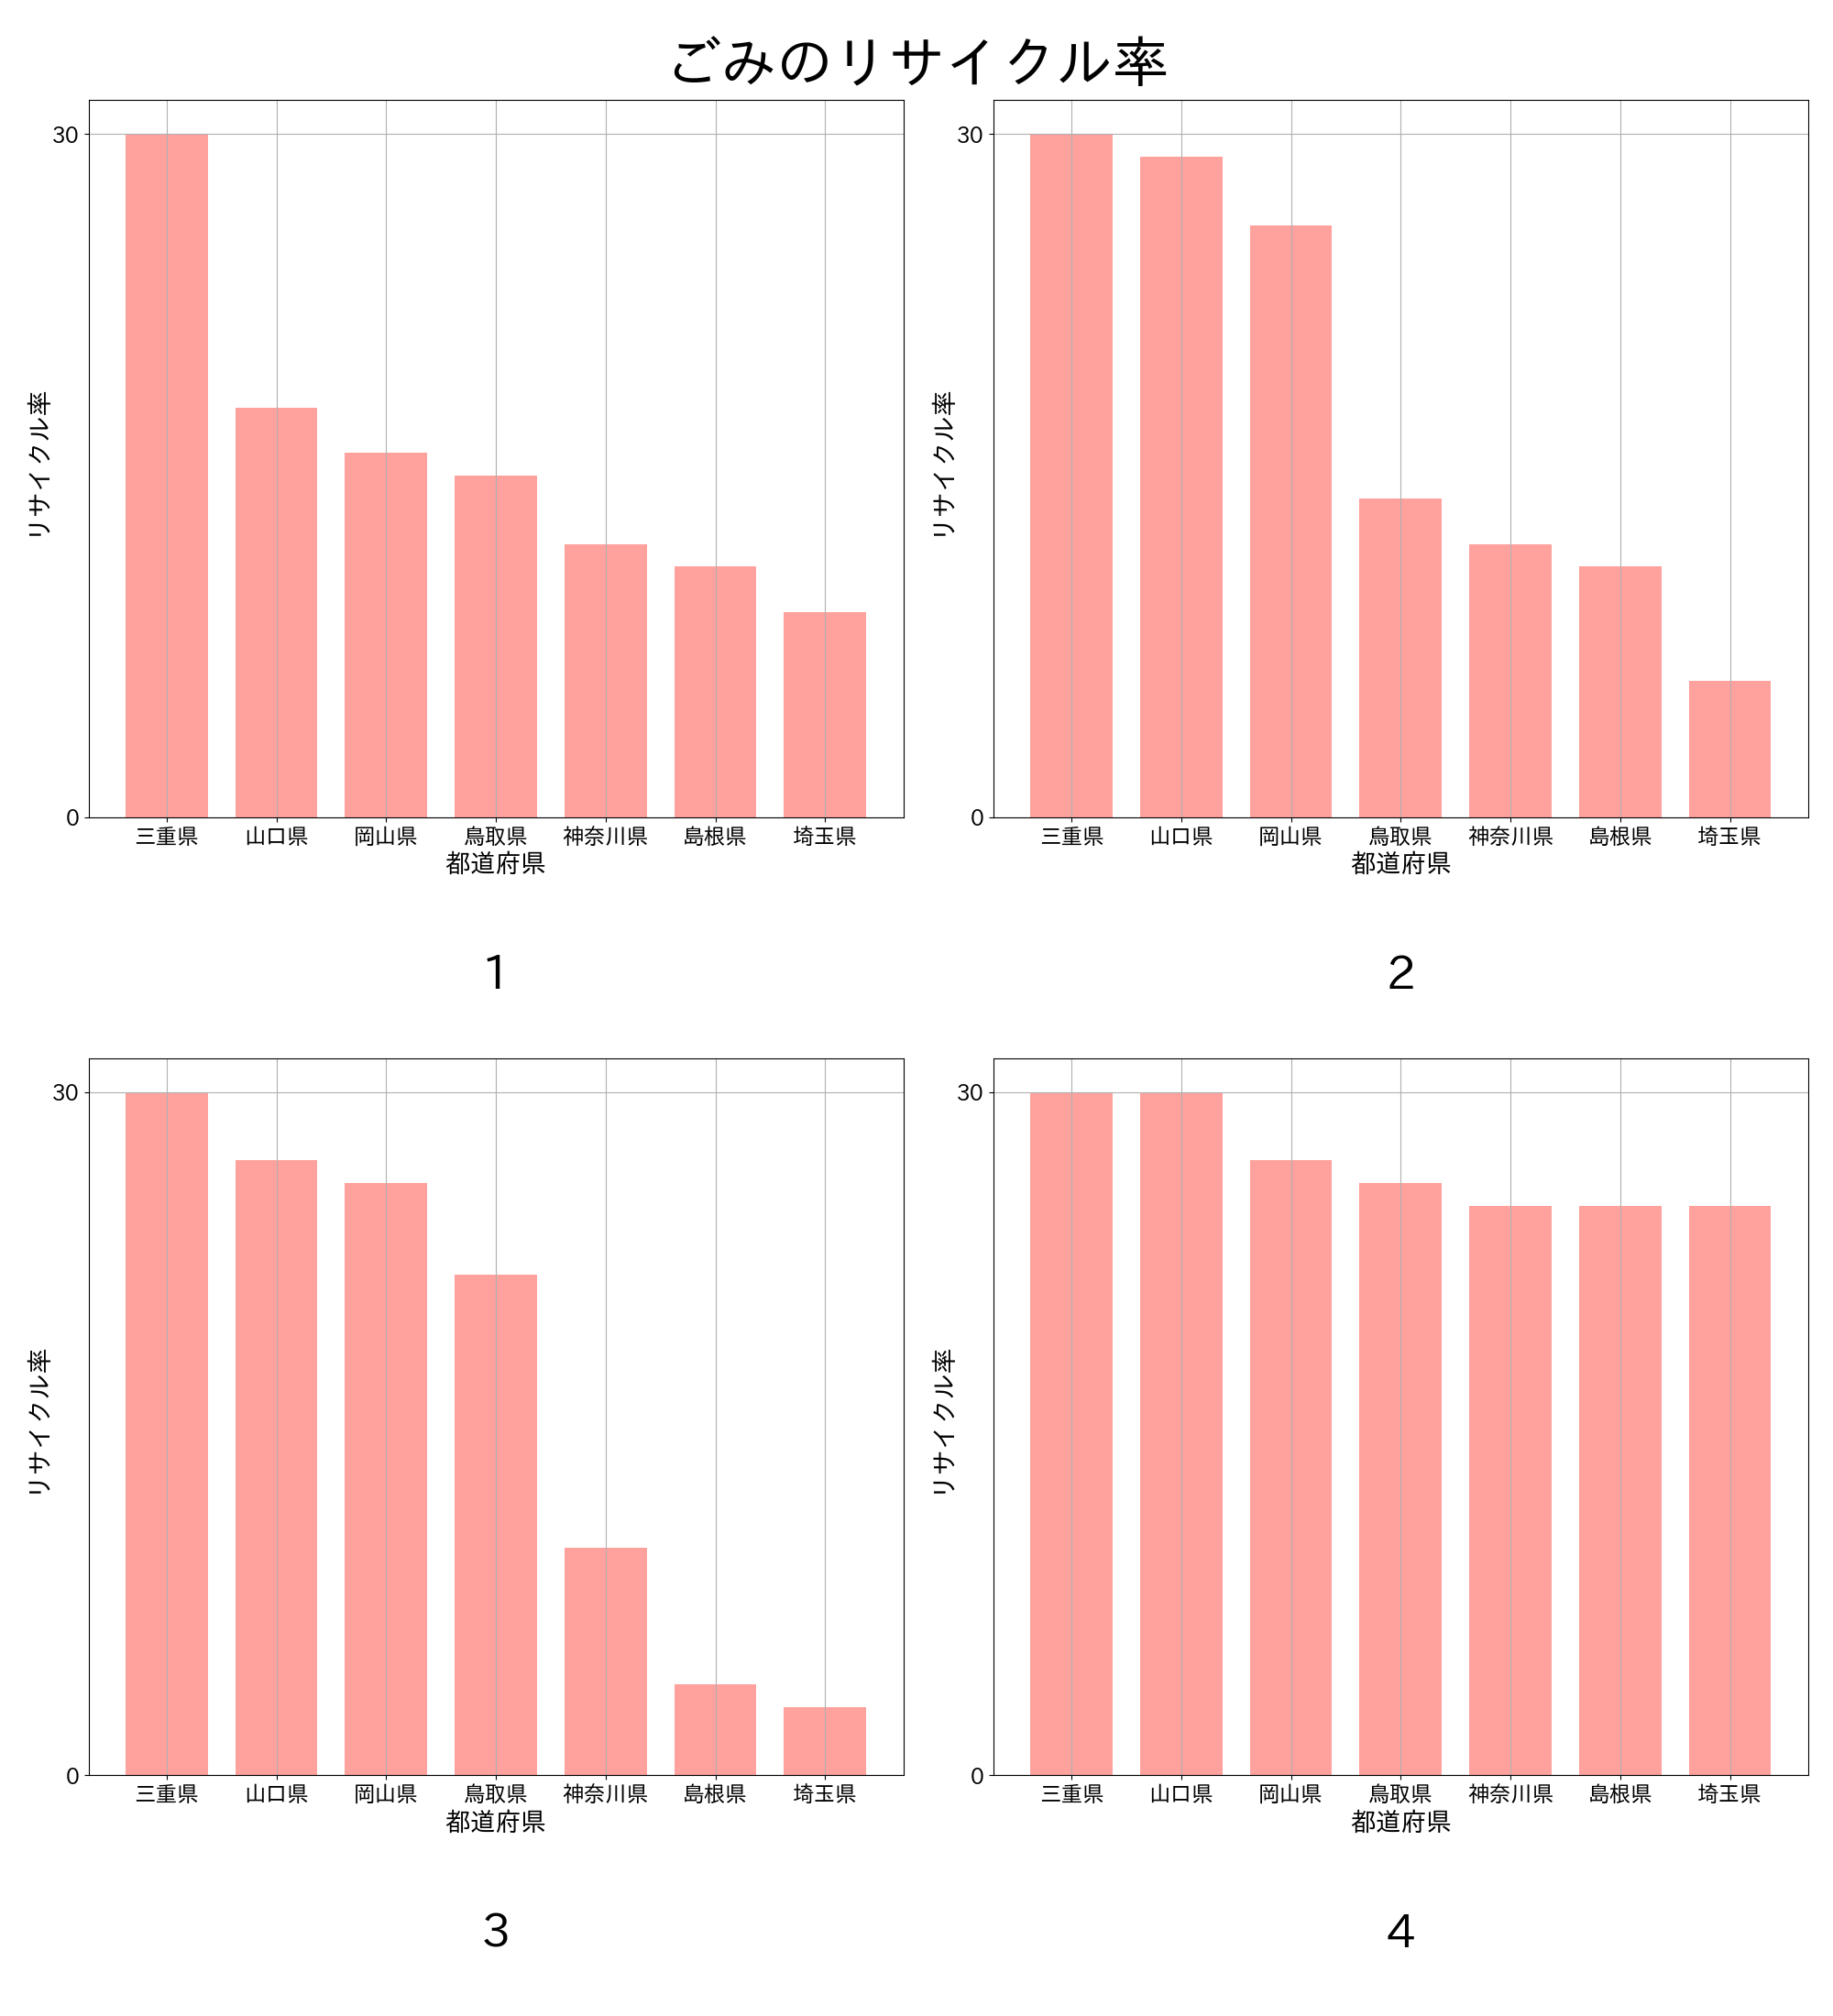 ごみのリサイクル率
30
0
リサイクル率
三重県 山口県 岡山県 鳥取県 神奈川県 島根県 埼玉県
都道府県
1
30
0
リサイクル率
三重県 山口県 岡山県 鳥取県 神奈川県 島根県 埼玉県
都道府県
2
30
0
リサイクル率
三重県 山口県 岡山県 鳥取県 神奈川県 島根県 埼玉県
都道府県
3
30
0
リサイクル率
三重県 山口県 岡山県 鳥取県 神奈川県 島根県 埼玉県
都道府県
4